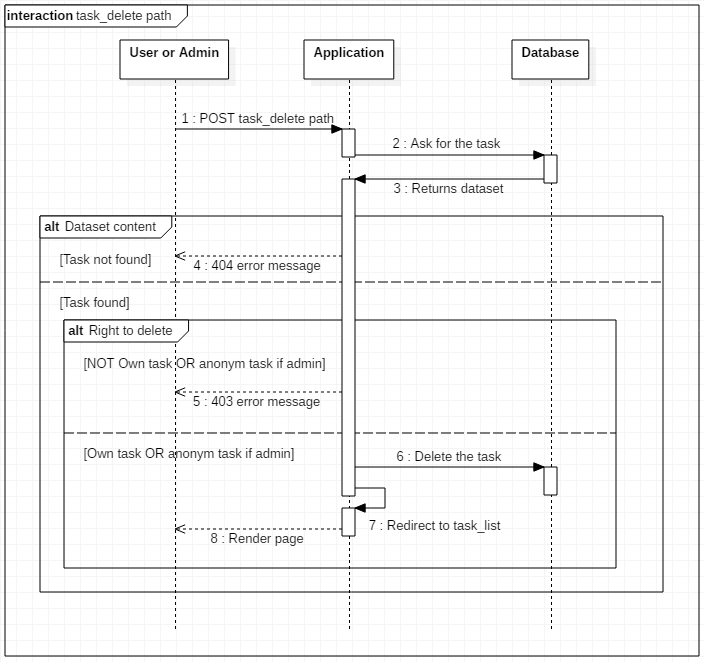 interaction task_delete path
User or Admin
Application
Database
1 : POST task_delete path
2 : Ask for the task
3 : Returns dataset
alt Dataset content
[Task not found]
4 : 404 error message
[Task found]
alt Right to delete
[NOT Own task OR anonym task if admin]
5 : 403 error message
[Own task OR anonym task if admin]
6 : Delete the task
7 : Redirect to task_list
8 : Render page